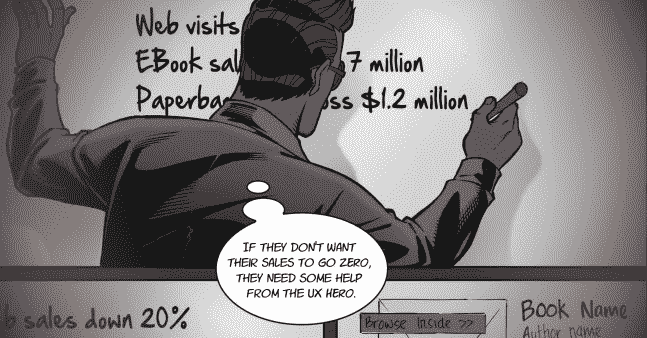 Web visits
EBook sal 7 million
Paperba oss $1.2 million
IF THEY DON'T WANT
THEIR SALES TO GO ZERO,
THEY NEED SOME HELP
FROM THE UX HERO.
b sales down 20%
Browse Inside >>
Book Name
Author name